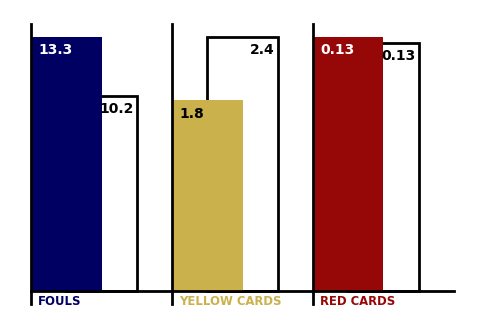 13.3
10.2
2.4
1.8
0.13
0.13
FOULS
YELLOW CARDS
RED CARDS